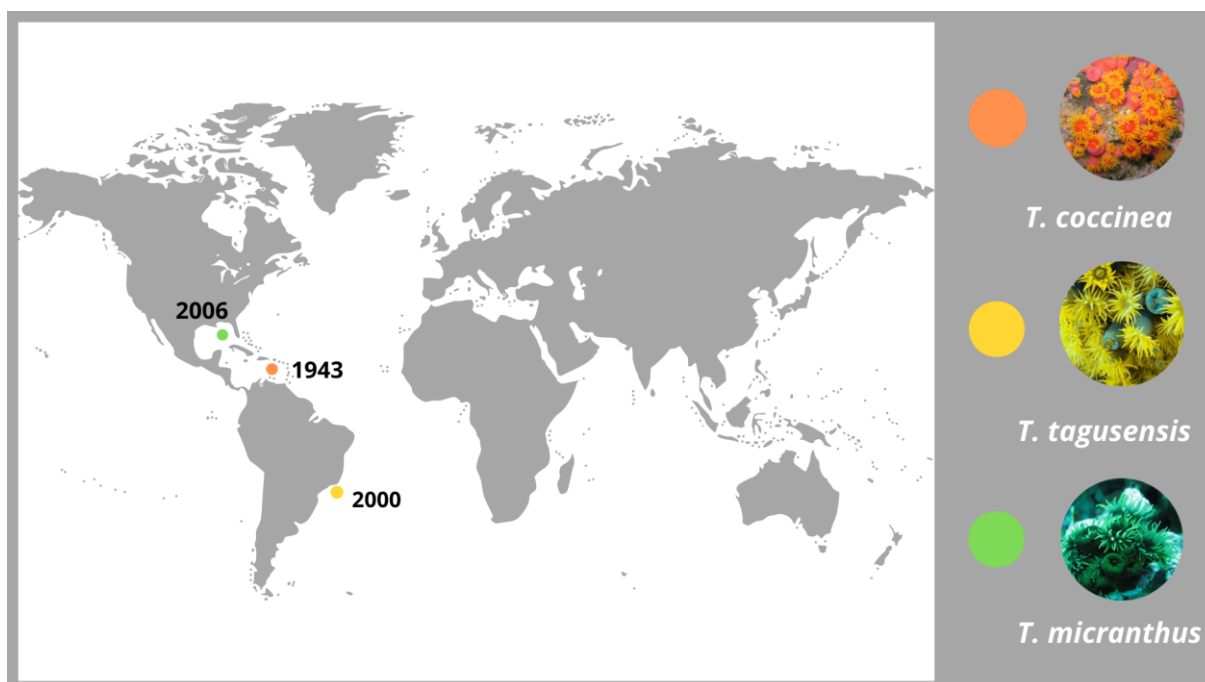 2006
1943
2000
T. coccinea
T. tagusensis
T. micranthus